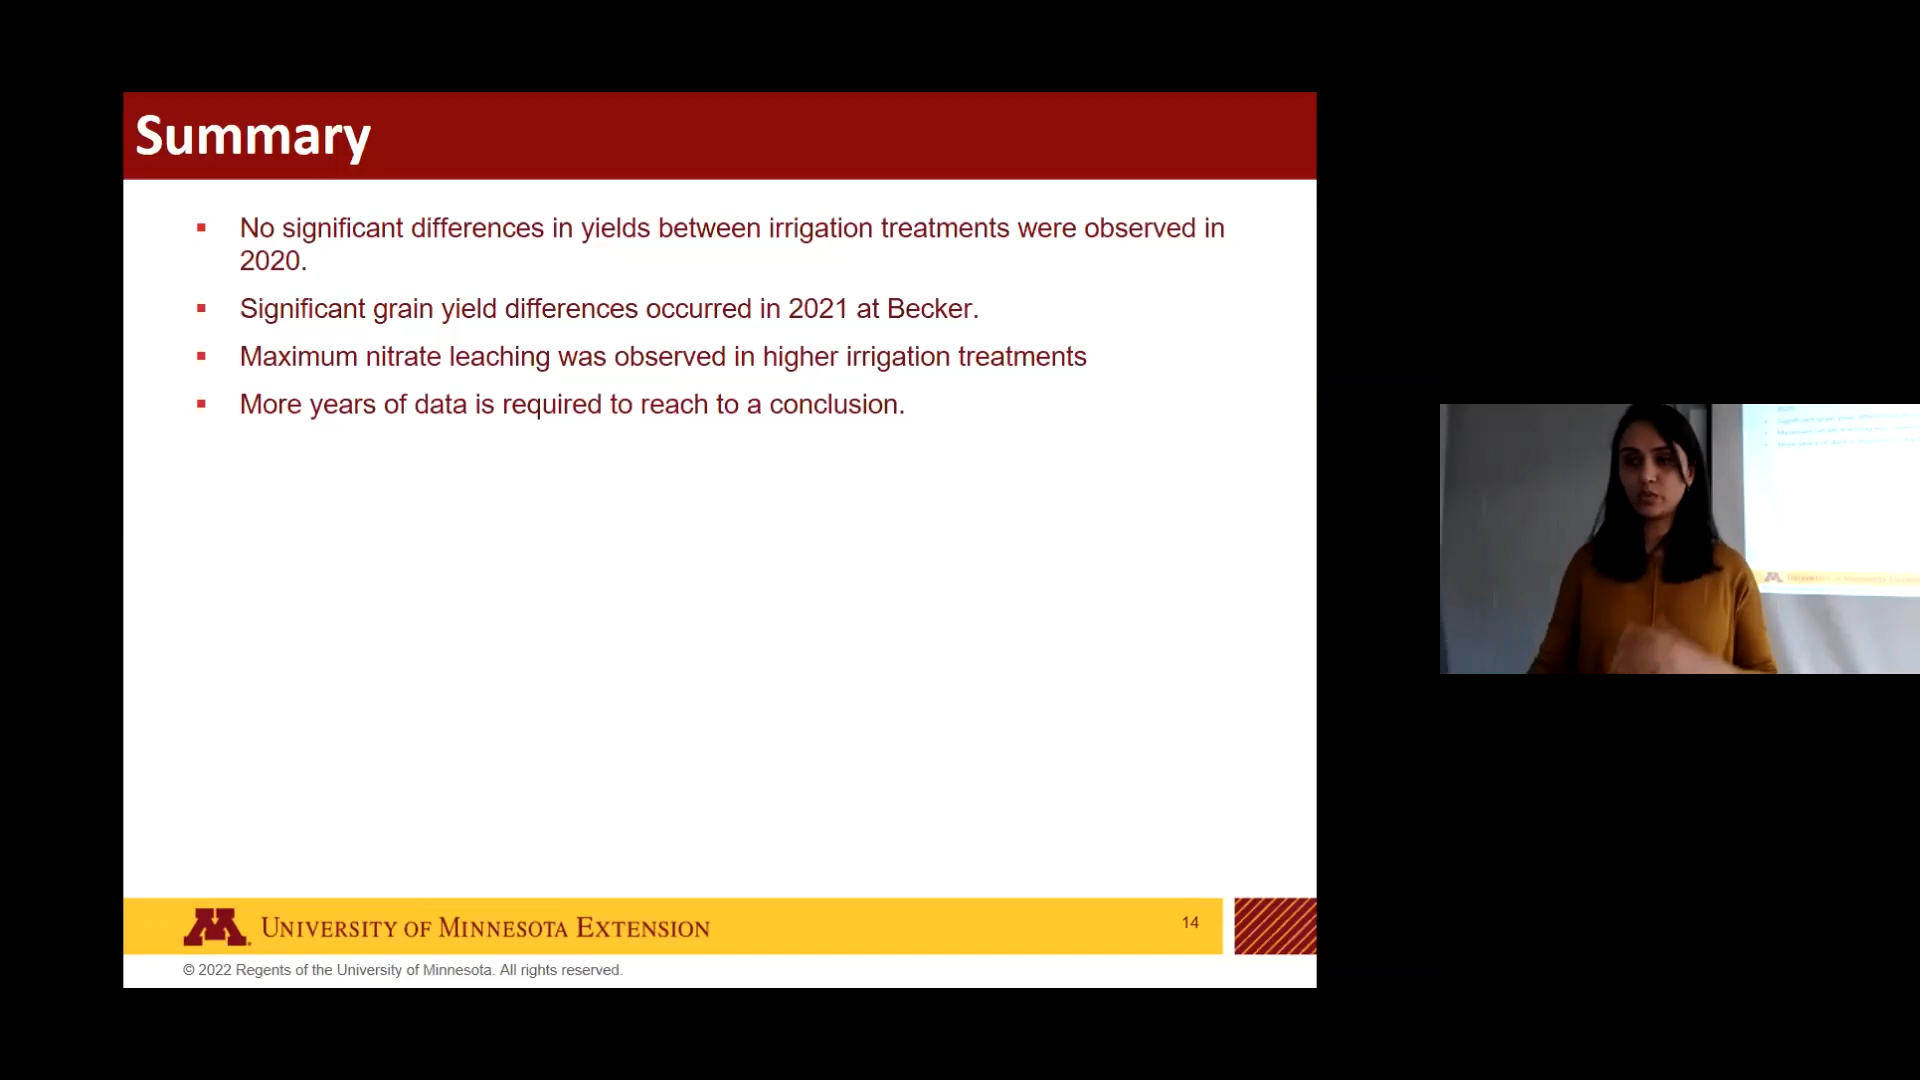 Summary
No significant differences in yields between irrigation treatments were observed in
2020.
Significant grain yield differences occurred in 2021 at Becker.
Maximum nitrate leaching was observed in higher irrigation treatments
More years of data is required to reach to a conclusion.
UNIVERSITY OF MINNESOTA EXTENSION
14
© 2022 Regents of the University of Minnesota. All rights reserved.